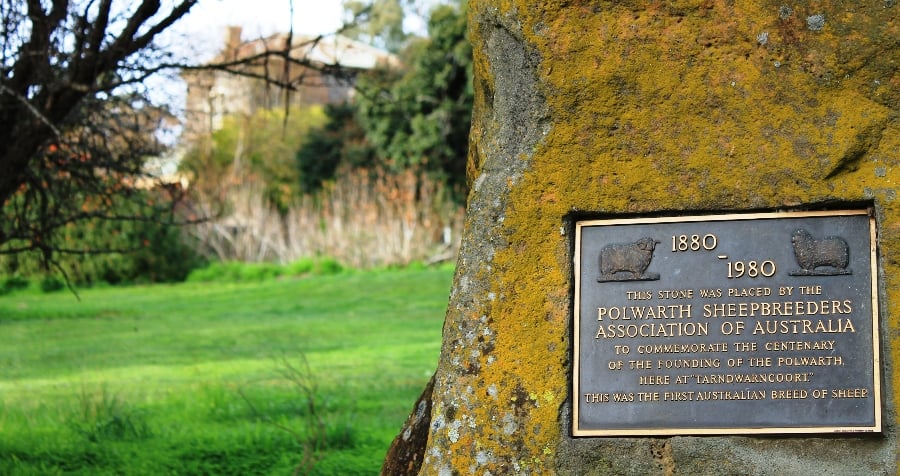 1880
-1980
THIS STONE WAS PLACED BY THE
POLWARTH SHEEPBREEDERS
ASSOCIATION OF AUSTRALIA
TO COMMEMORATE THE CENTENARY
OF THE FOUNDING OF THE POLWARTH,
HERE AT "TARNDWARNCOORT."
THIS WAS THE FIRST AUSTRALIAN BREED OF SHEEP